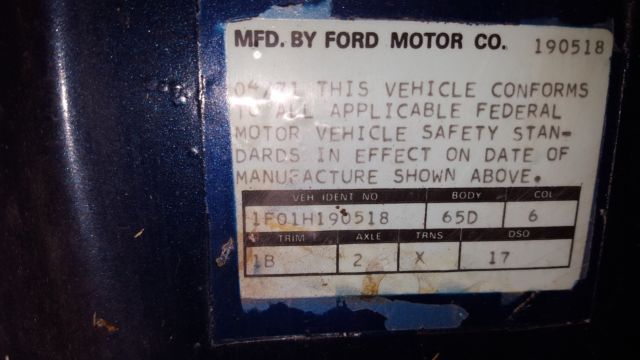 MFD. BY FORD MOTOR CO. 190518
04/71 THIS VEHICLE CONFORMS
TO ALL APPLICABLE FEDERAL
MOTOR VEHICLE SAFETY STAN-
DARDS IN EFFECT ON DATE OF
MANUFACTURE SHOWN ABOVE.
VEH IDENT NO BODY COL
1F01H190518 65D 6
TRIM AXLE TRNS DSO
1B 2 X 17